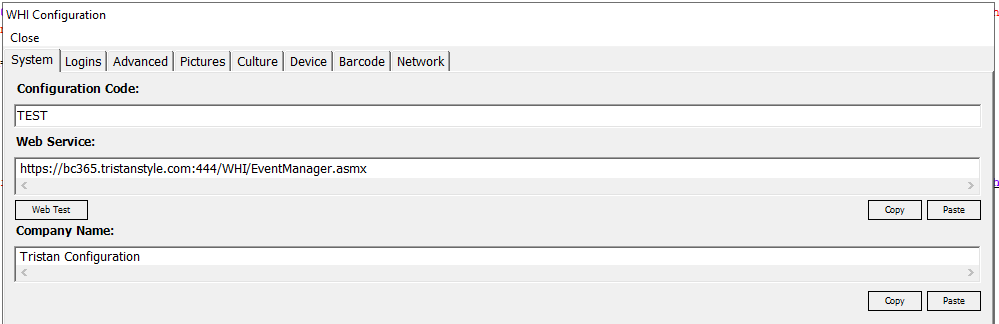 WHI Configuration
Close
System Logins Advanced Pictures Culture Device Barcode Network
Configuration Code:
TEST
Web Service:
https://bc365.tristanstyle.com:444/WHI/EventManager.asmx
Web Test Copy Paste
Company Name:
Tristan Configuration
Copy Paste